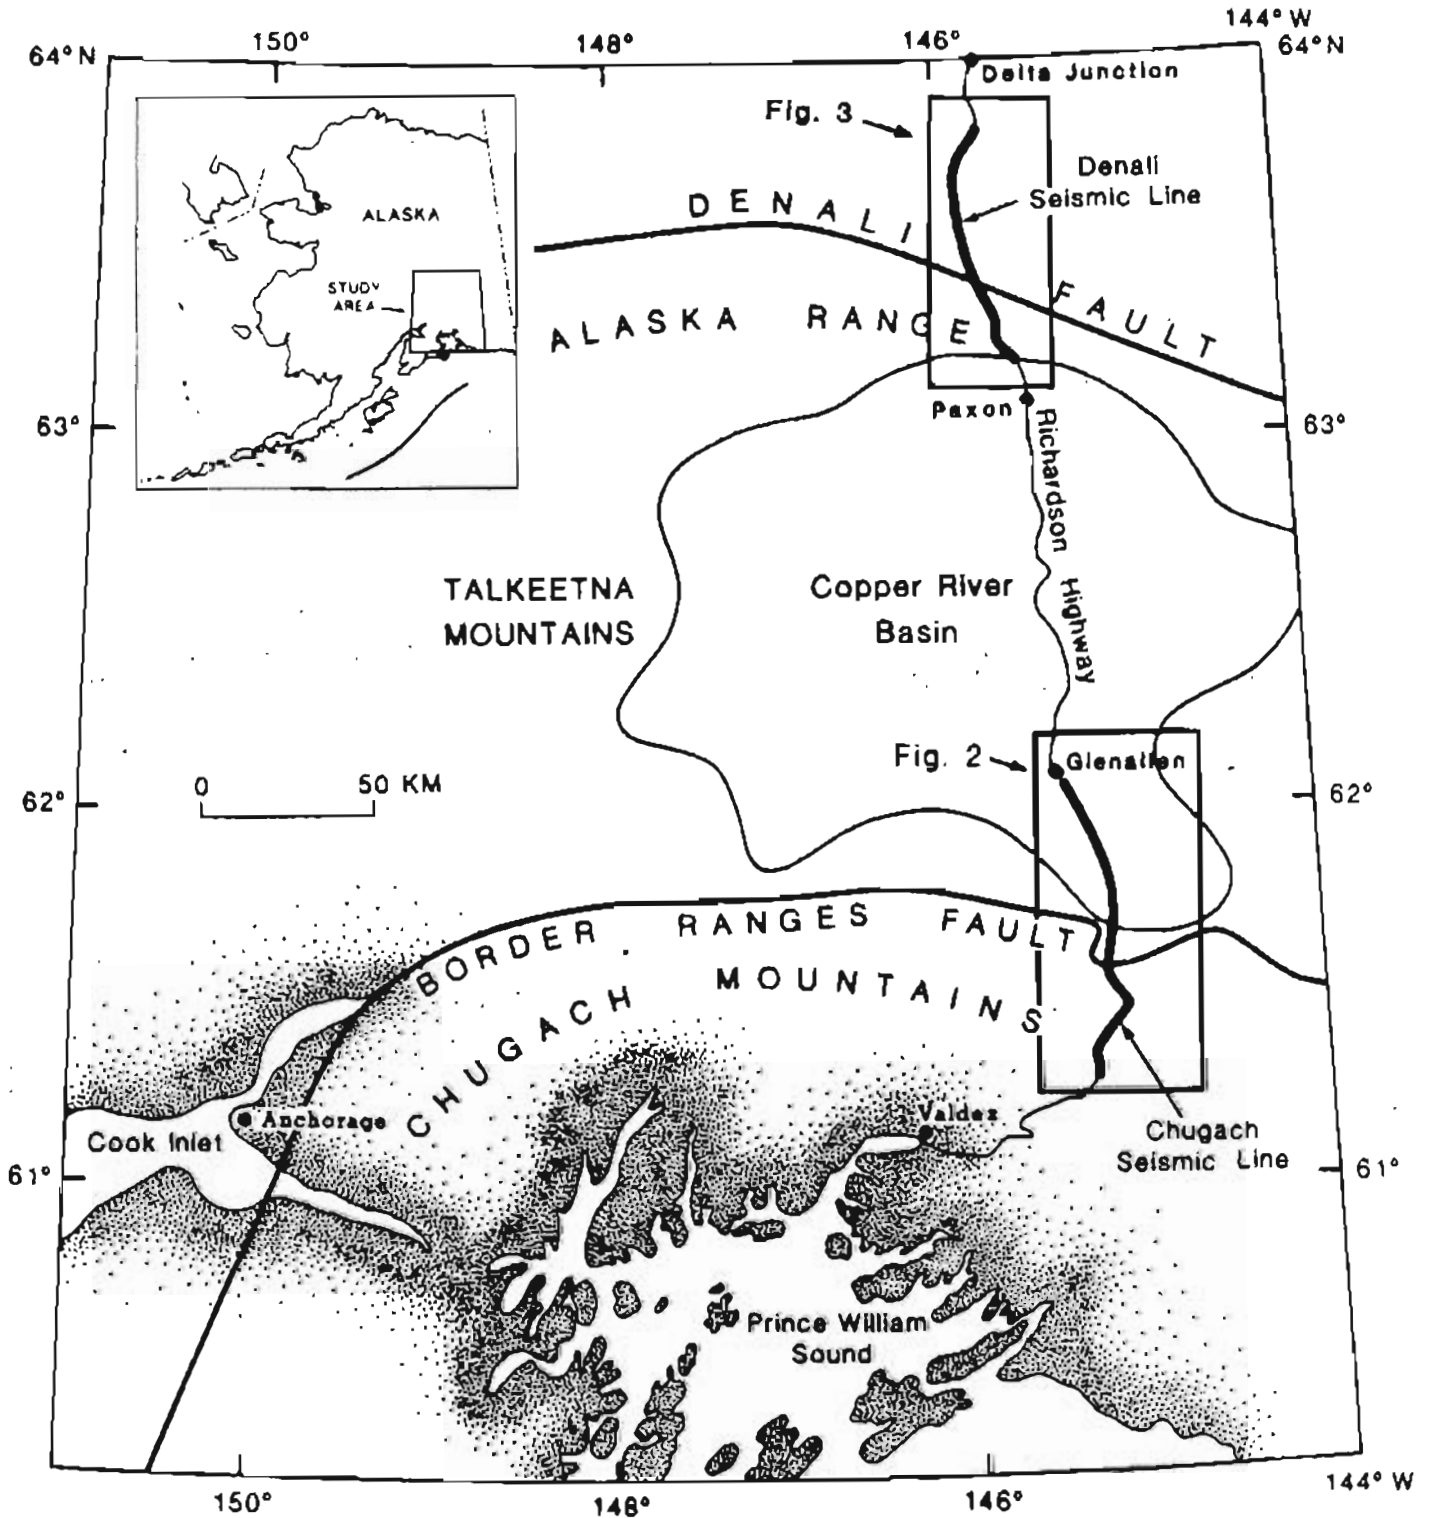 144° W
150°
148°
146°
64° N
64° N
Delta Junction
Fig. 3
Denali
Seismic Line
ALASKA
STUDY
AREA
DENALI FAULT
ALASKA RANGE
Paxon
63°
63°
Richardson Highway
TALKEETNA
MOUNTAINS
Copper River
Basin
Fig. 2
Glenallen
0 50 KM
62°
62°
BORDER RANGES FAULT
CHUGACH MOUNTAINS
Anchorage
Cook Inlet
Valdez
Chugach
Seismic Line
61°
61°
Prince William
Sound
150°
148°
146°
144° W